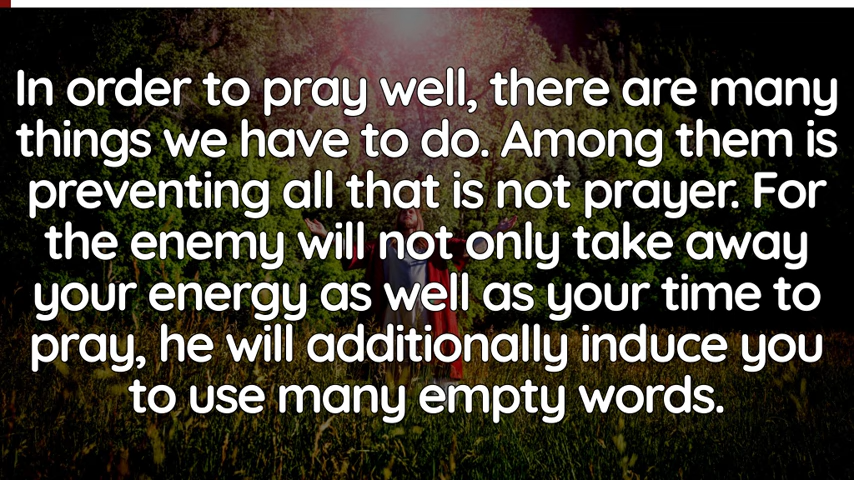 In order to pray well, there are many
things we have to do. Among them is
preventing all that is not prayer. For
the enemy will not only take away
your energy as well as your time to
pray, he will additionally induce you
to use many empty words.